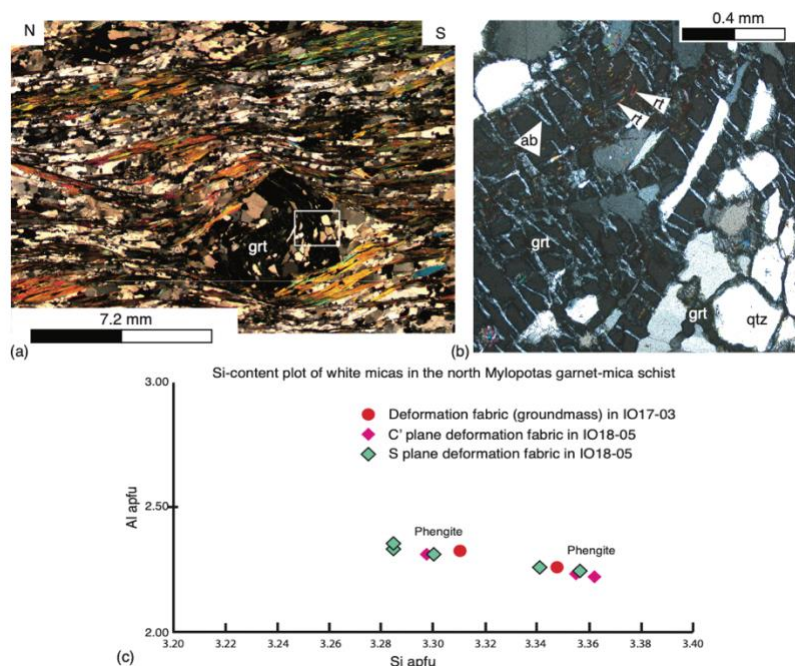 N
S
grt
7.2 mm
(a)
0.4 mm
rt
rt
ab
grt
grt
qtz
(b)
Si-content plot of white micas in the north Mylopotas garnet-mica schist
Deformation fabric (groundmass) in IO17-03
C' plane deformation fabric in IO18-05
S plane deformation fabric in IO18-05
3.00
2.50
2.00
Al apfu
Phengite
Phengite
3.20
3.22
3.24
3.26
3.28
3.30
3.32
3.34
3.36
3.38
3.40
Si apfu
(c)